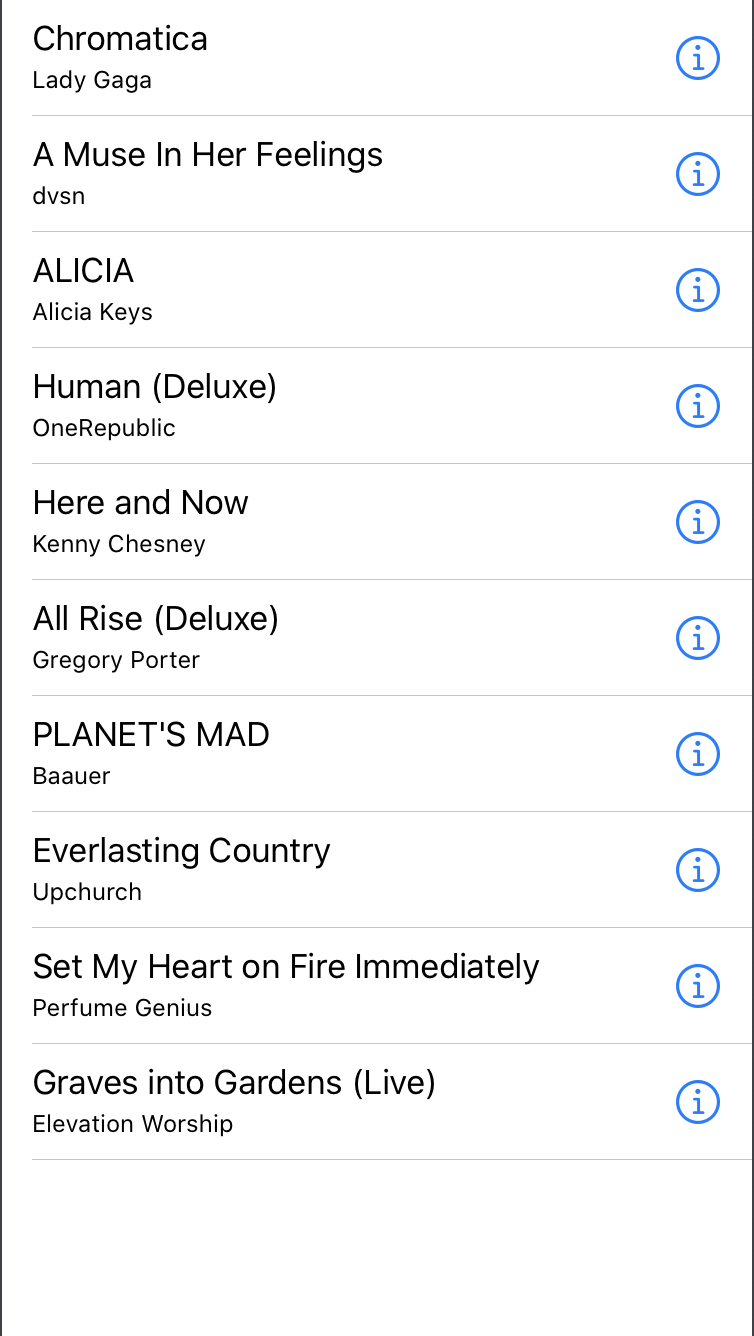 Chromatica
Lady Gaga
A Muse In Her Feelings
dvsn
ALICIA
Alicia Keys
Human (Deluxe)
OneRepublic
Here and Now
Kenny Chesney
All Rise (Deluxe)
Gregory Porter
PLANET'S MAD
Baauer
Everlasting Country
Upchurch
Set My Heart on Fire Immediately
Perfume Genius
Graves into Gardens (Live)
Elevation Worship